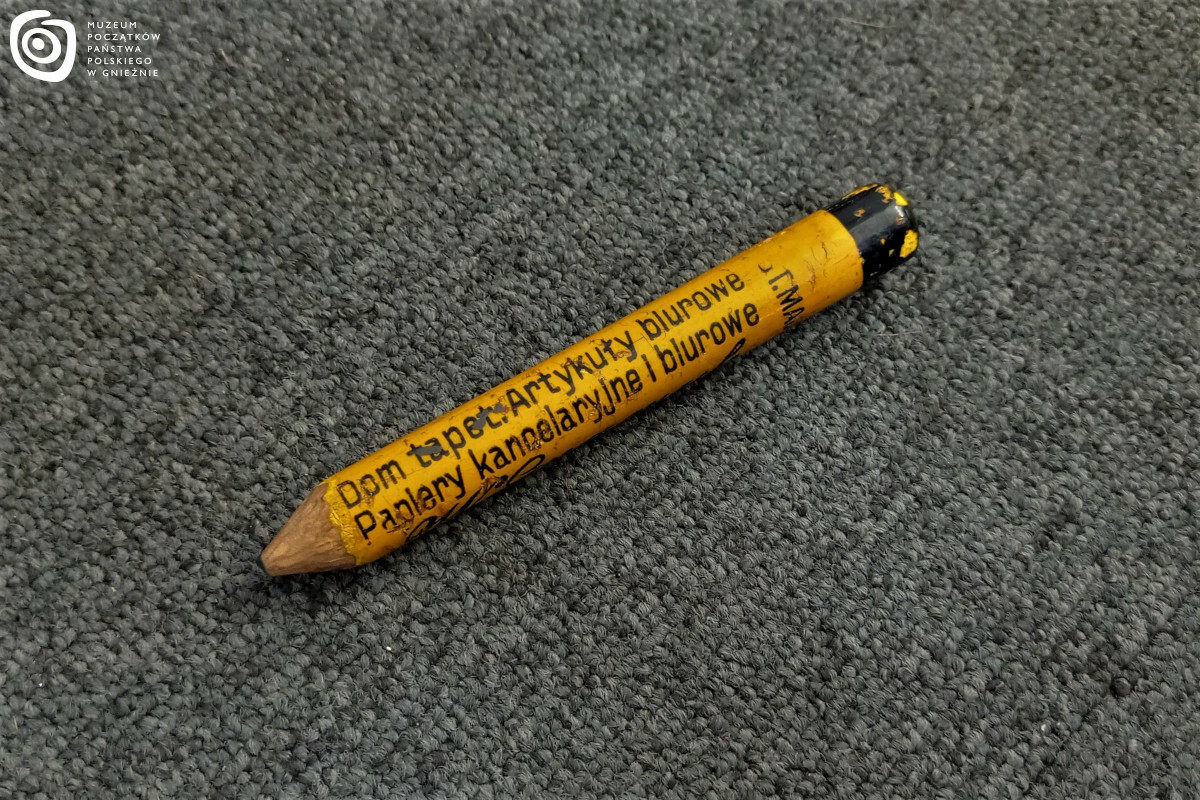 MUZEUM
POCZĄTKÓW
PAŃSTWA
POLSKIEGO
W GNIEŹNIE
Dom tapet. Artykuły biurowe
Papiery kancelaryjne i biurowe